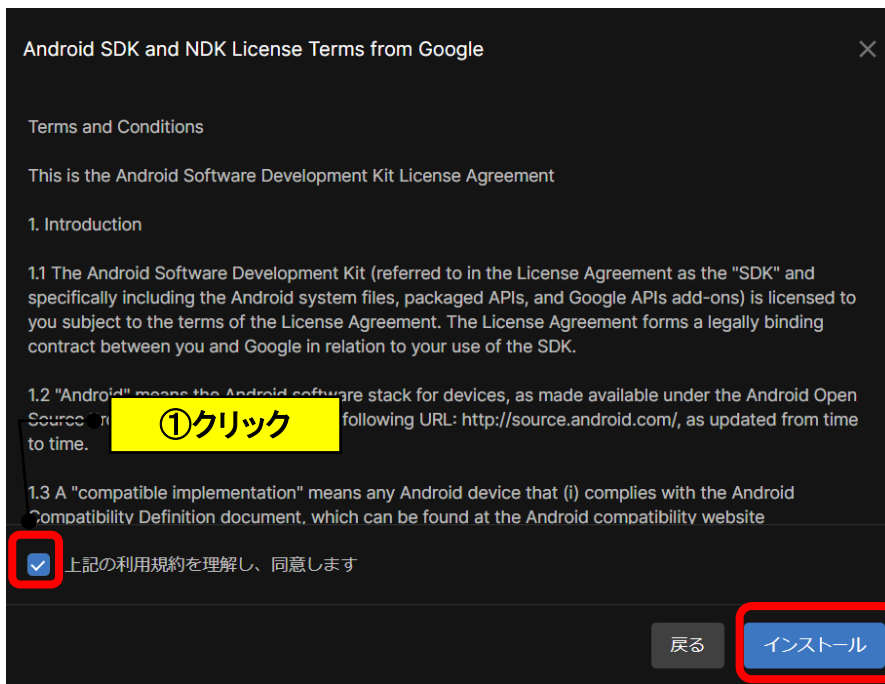 Android SDK and NDK License Terms from Google
Terms and Conditions
This is the Android Software Development Kit License Agreement
1. Introduction
1.1 The Android Software Development Kit (referred to in the License Agreement as the "SDK" and
specifically including the Android system files, packaged APIs, and Google APIs add-ons) is licensed to
you subject to the terms of the License Agreement. The License Agreement forms a legally binding
contract between you and Google in relation to your use of the SDK.
1.2 "Android" means the Android software stack for devices, as made available under the Android Open
Source following URL: http://source.android.com/, as updated from time
①クリック
to time.
1.3 A "compatible implementation" means any Android device that (i) complies with the Android
Compatibility Definition document, which can be found at the Android compatibility website
上記の利用規約を理解し、同意します
戻る インストール